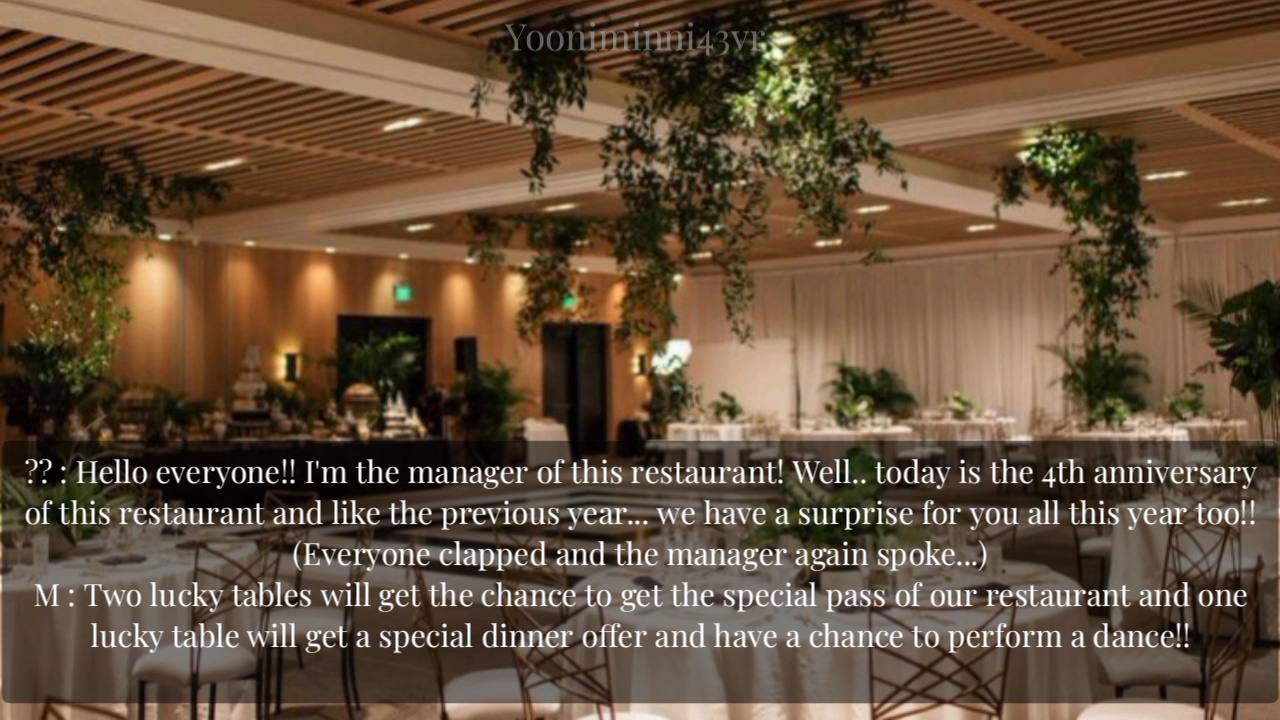 Yooniminni43vr
?? : Hello everyone!! I'm the manager of this restaurant! Well.. today is the 4th anniversary
of this restaurant and like the previous year... we have a surprise for you all this year too!!
(Everyone clapped and the manager again spoke...)
M : Two lucky tables will get the chance to get the special pass of our restaurant and one
lucky table will get a special dinner offer and have a chance to perform a dance!!